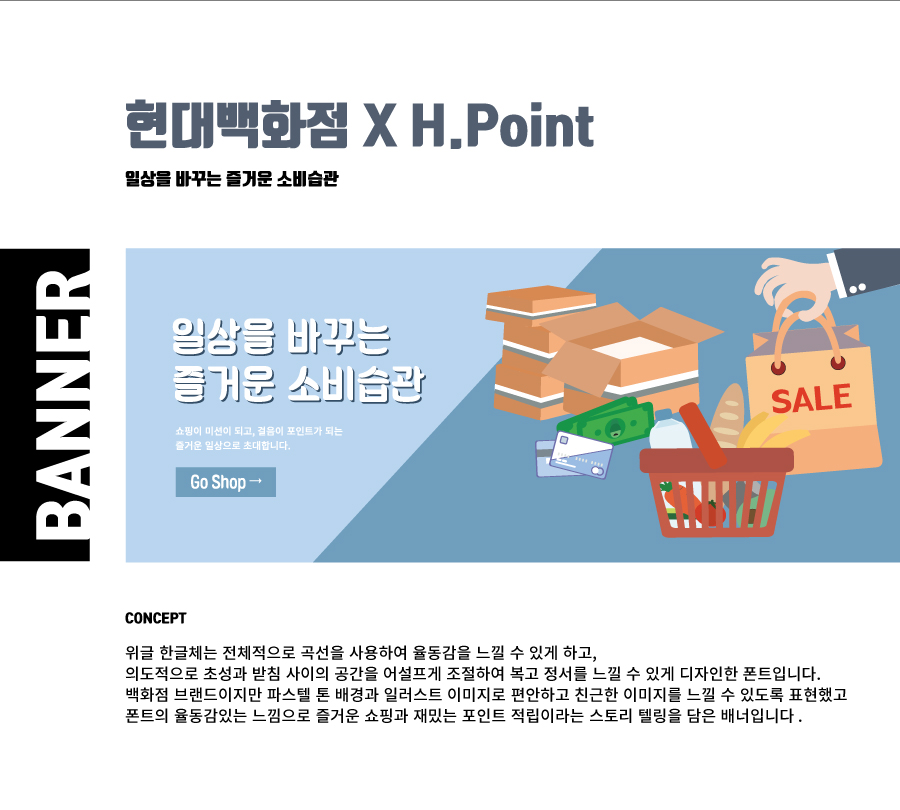 현대백화점 X H.Point
일상을 바꾸는 즐거운 소비습관
BANNER
일상을 바꾸는
즐거운 소비습관
쇼핑이 미션이 되고, 걸음이 포인트가 되는
즐거운 일상으로 초대합니다.
Go Shop→
SALE
CONCEPT
위글 한글체는 전체적으로 곡선을 사용하여 율동감을 느낄 수 있게 하고,
의도적으로 초성과 받침 사이의 공간을 어설프게 조절하여 복고 정서를 느낄 수 있게 디자인한 폰트입니다.
백화점 브랜드이지만 파스텔 톤 배경과 일러스트 이미지로 편안하고 친근한 이미지를 느낄 수 있도록 표현했고
폰트의 율동감있는 느낌으로 즐거운 쇼핑과 재밌는 포인트 적립이라는 스토리 텔링을 담은 배너입니다 .